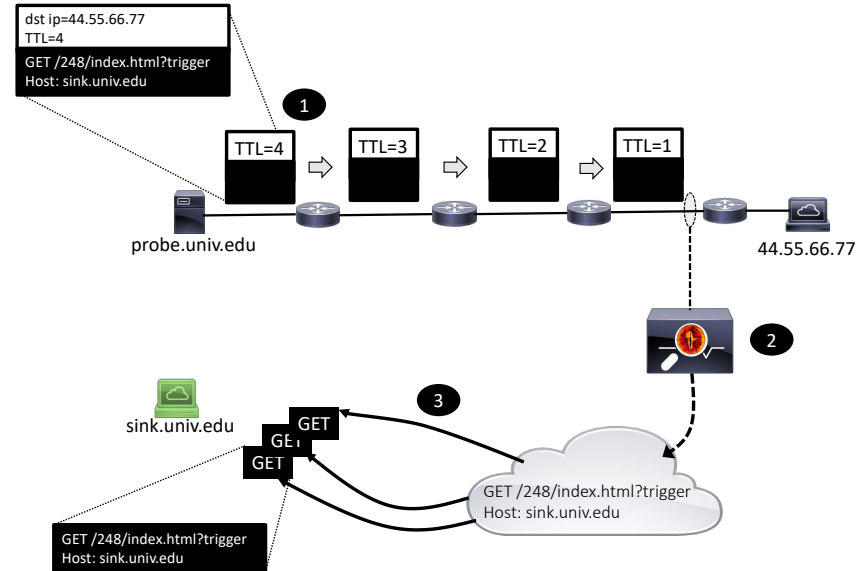 dst ip=44.55.66.77
TTL=4
GET /248/index.html?trigger
Host: sink.univ.edu
1
TTL=4
TTL=3
TTL=2
TTL=1
probe.univ.edu
44.55.66.77
2
3
sink.univ.edu
GET
GET
GET
GET /248/index.html?trigger
Host: sink.univ.edu
GET /248/index.html?trigger
Host: sink.univ.edu